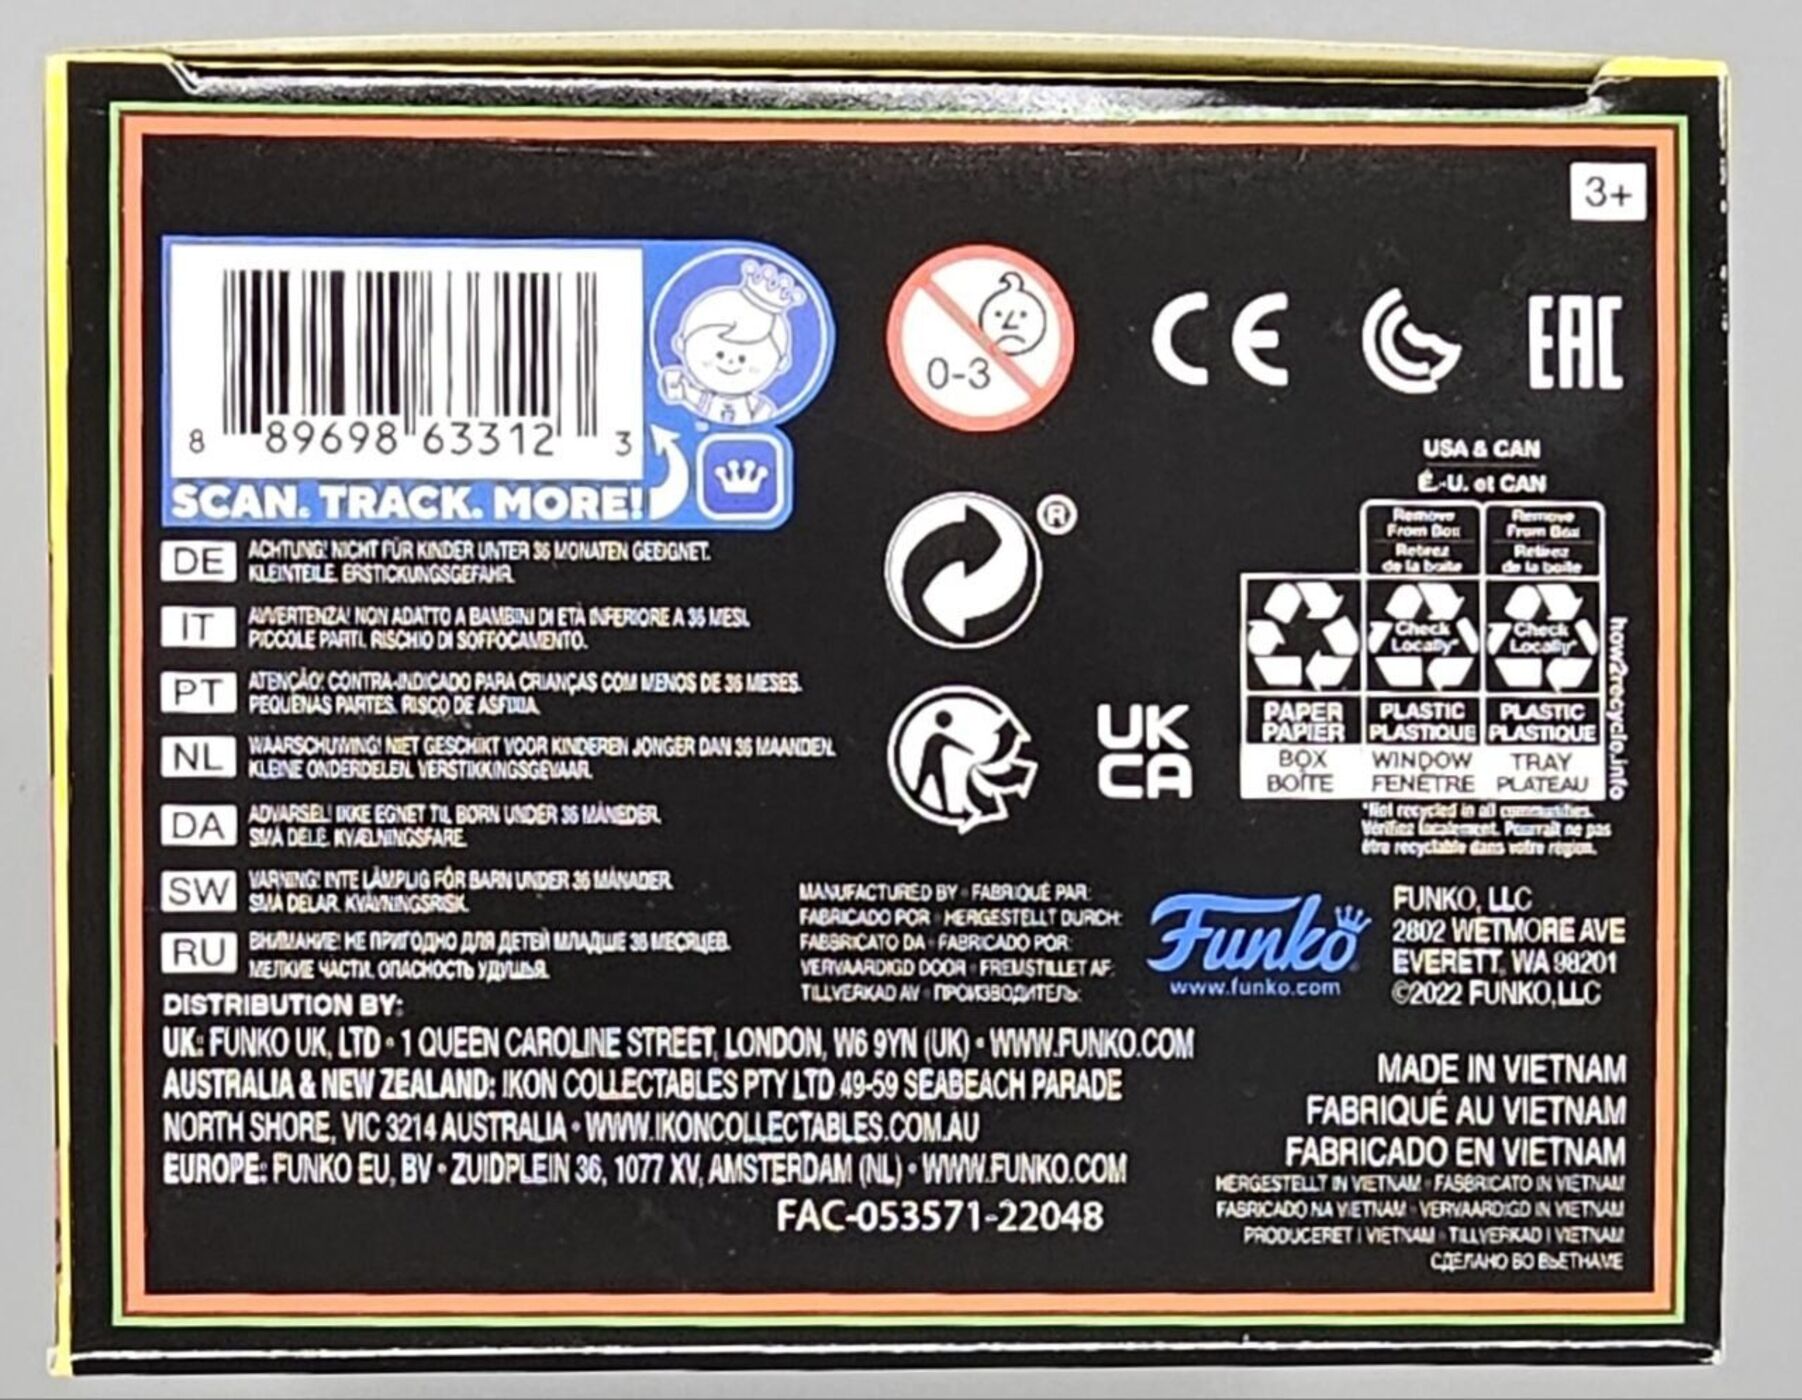 3+
8 89698 63312 3
SCAN. TRACK. MORE!
0-3
CE
EAC
USA & CAN
É.-U. et CAN
Remove From Box
Retirez de la boîte
Remove From Box
Retirez de la boîte
Check Locally*
Check Locally*
PAPER PAPIER
PLASTIC PLASTIQUE
PLASTIC PLASTIQUE
BOX BOÎTE
WINDOW FENÊTRE
TRAY PLATEAU
how2recycle.info
*Not recycled in all communities.
Vérifiez localement. Pourrait ne pas
être recyclable dans votre région.
®
UK
CA
DE ACHTUNG! NICHT FÜR KINDER UNTER 36 MONATEN GEEIGNET.
KLEINTEILE. ERSTICKUNGSGEFAHR.
IT AVVERTENZA! NON ADATTO A BAMBINI DI ETÀ INFERIORE A 36 MESI.
PICCOLE PARTI. RISCHIO DI SOFFOCAMENTO.
PT ATENÇÃO! CONTRA-INDICADO PARA CRIANÇAS COM MENOS DE 36 MESES.
PEQUENAS PARTES. RISCO DE ASFIXIA.
NL WAARSCHUWING! NIET GESCHIKT VOOR KINDEREN JONGER DAN 36 MAANDEN.
KLEINE ONDERDELEN. VERSTIKKINGSGEVAAR.
DA ADVARSEL! IKKE EGNET TIL BØRN UNDER 36 MÅNEDER.
SMÅ DELE. KVÆLNINGSFARE.
SW VARNING! INTE LÄMPLIG FÖR BARN UNDER 36 MÅNADER.
SMÅ DELAR. KVÄVNINGSRISK.
RU ВНИМАНИЕ! НЕ ПРИГОДНО ДЛЯ ДЕТЕЙ МЛАДШЕ 36 МЕСЯЦЕВ.
МЕЛКИЕ ЧАСТИ. ОПАСНОСТЬ УДУШЬЯ.
MANUFACTURED BY • FABRIQUÉ PAR:
FABRICADO POR • HERGESTELLT DURCH:
FABBRICATO DA • FABRICADO POR:
VERVAARDIGD DOOR • FREMSTILLET AF:
TILLVERKAD AV • ПРОИЗВОДИТЕЛЬ:
Funko
www.funko.com
FUNKO, LLC
2802 WETMORE AVE
EVERETT, WA 98201
©2022 FUNKO, LLC
DISTRIBUTION BY:
UK: FUNKO UK, LTD • 1 QUEEN CAROLINE STREET, LONDON, W6 9YN (UK) • WWW.FUNKO.COM
AUSTRALIA & NEW ZEALAND: IKON COLLECTABLES PTY LTD 49-59 SEABEACH PARADE
NORTH SHORE, VIC 3214 AUSTRALIA • WWW.IKONCOLLECTABLES.COM.AU
EUROPE: FUNKO EU, BV • ZUIDPLEIN 36, 1077 XV, AMSTERDAM (NL) • WWW.FUNKO.COM
FAC-053571-22048
MADE IN VIETNAM
FABRIQUÉ AU VIETNAM
FABRICADO EN VIETNAM
HERGESTELLT IN VIETNAM • FABBRICATO IN VIETNAM
FABRICADO NA VIETNAM • VERVAARDIGD IN VIETNAM
PRODUCERET I VIETNAM • TILLVERKAD I VIETNAM
СДЕЛАНО ВО ВЬЕТНАМЕ